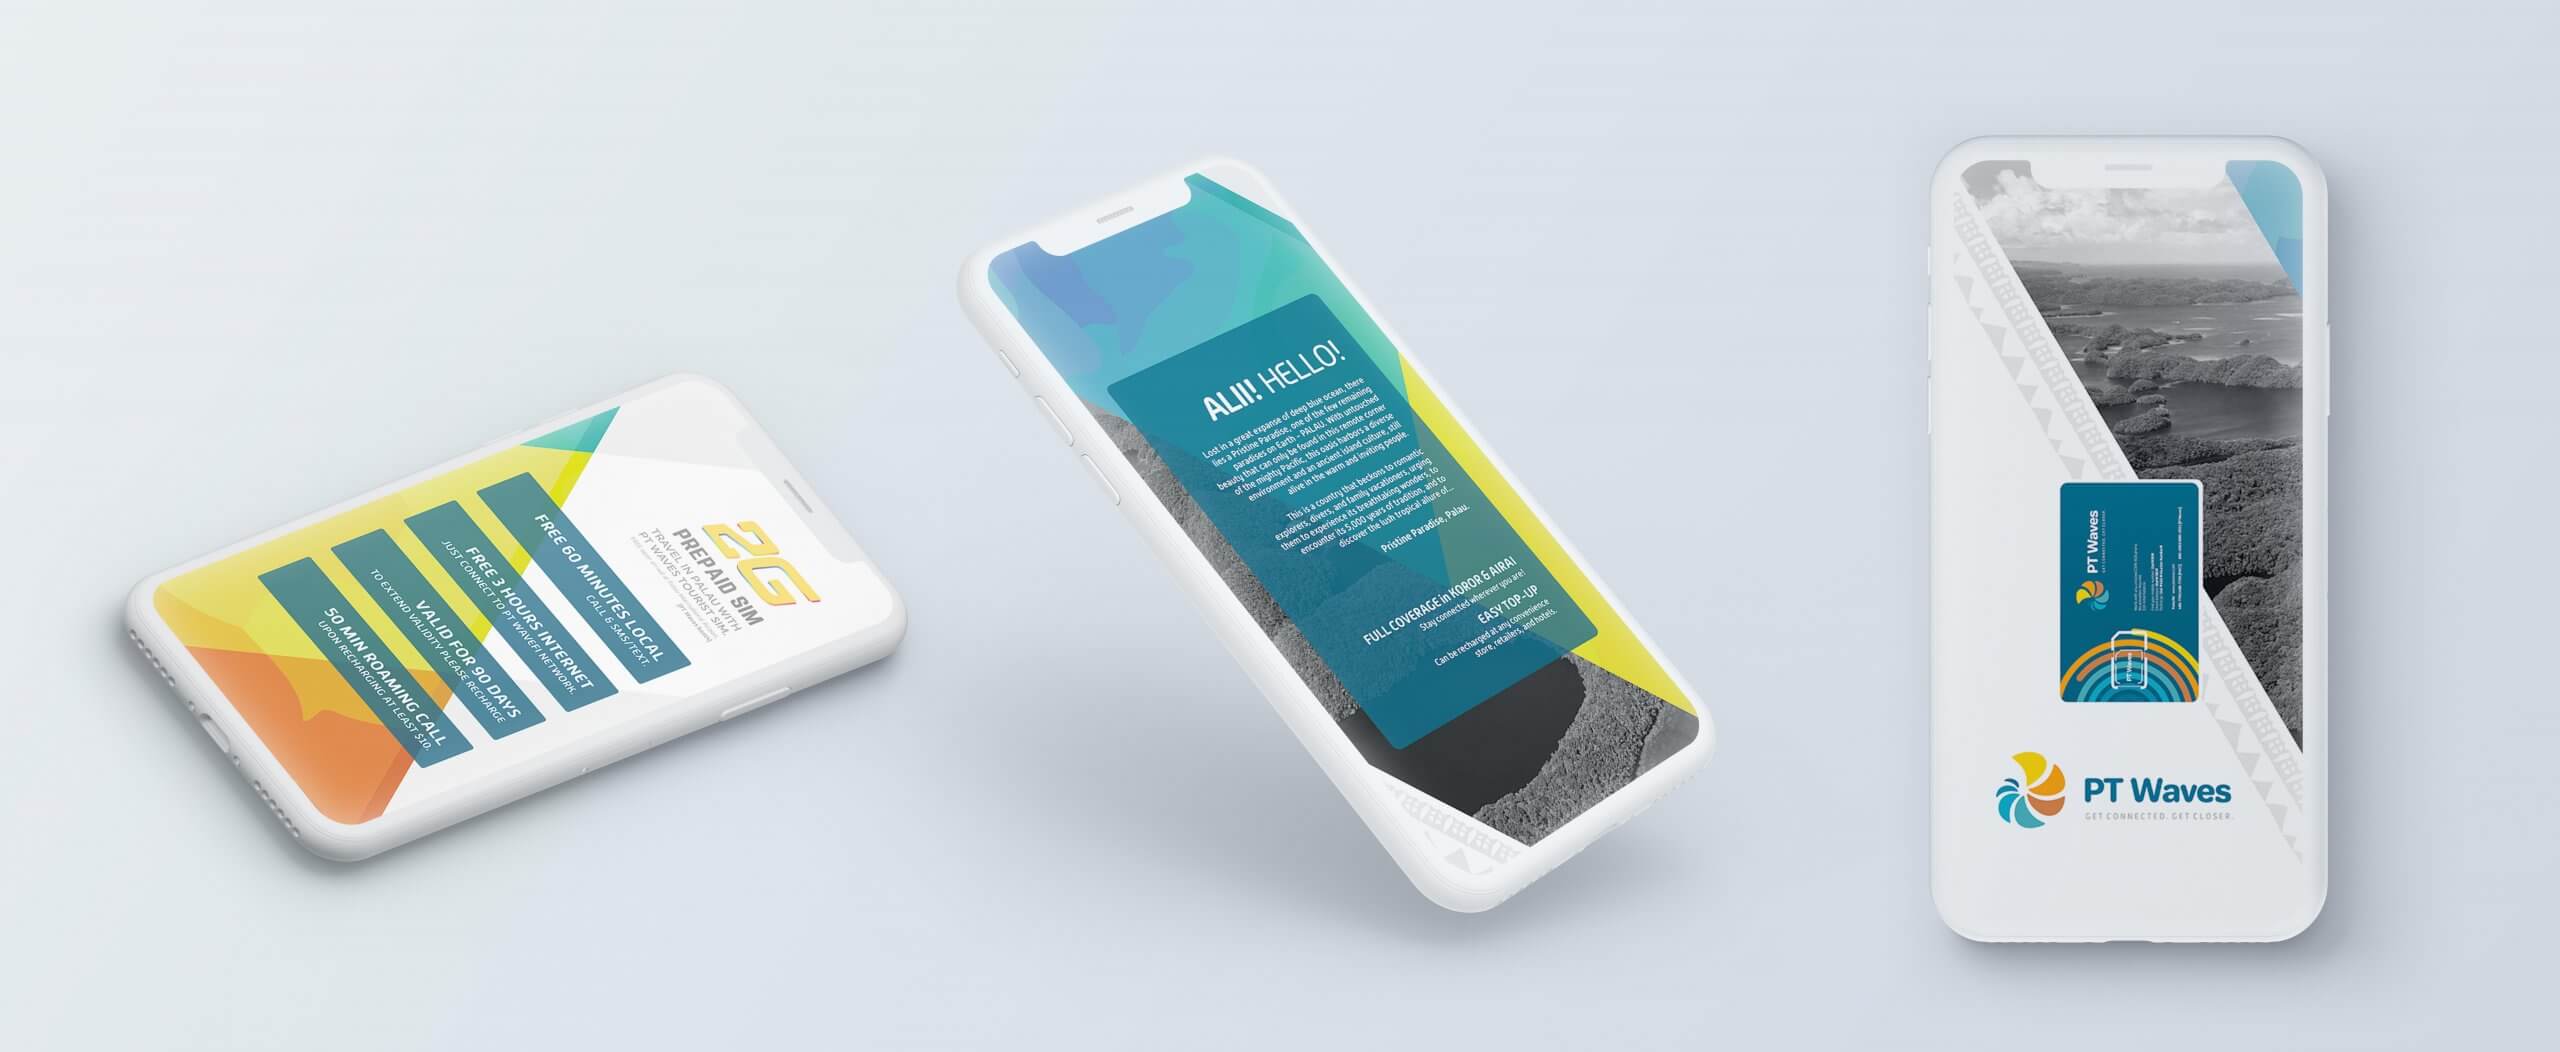 2G
PREPAID SIM
TRAVEL IN PALAU WITH
PT WAVES TOURIST SIM.
FREE 60 MINUTES LOCAL
CALL & SMS/TEXT.
FREE 3 HOURS INTERNET
JUST CONNECT TO PT WAVEFI NETWORK.
VALID FOR 90 DAYS
TO EXTEND VALIDITY PLEASE RECHARGE
50 MIN ROAMING CALL
UPON RECHARGING AT LEAST $10.
ALII! HELLO!
Lost in a great expanse of deep blue ocean, there
lies a Pristine Paradise, one of the few remaining
paradises on Earth - PALAU. With untouched
beauty that can only be found in this remote corner
of the mighty Pacific, this oasis harbors a diverse
environment and an ancient island culture, still
alive in the warm and inviting people.
This is a country that beckons to romantic
explorers, divers, and family vacationers, urging
them to experience its breathtaking wonders, to
encounter its 5,000 years of tradition, and to
discover the lush tropical allure of...
Pristine Paradise, Palau.
FULL COVERAGE in KOROR & AIRAI
Stay connected wherever you are!
EASY TOP-UP
Can be recharged at any convenience
store, retailers, and hotels.
PT Waves
GET CONNECTED. GET CLOSER.
PT Waves
PT Waves
GET CONNECTED. GET CLOSER.